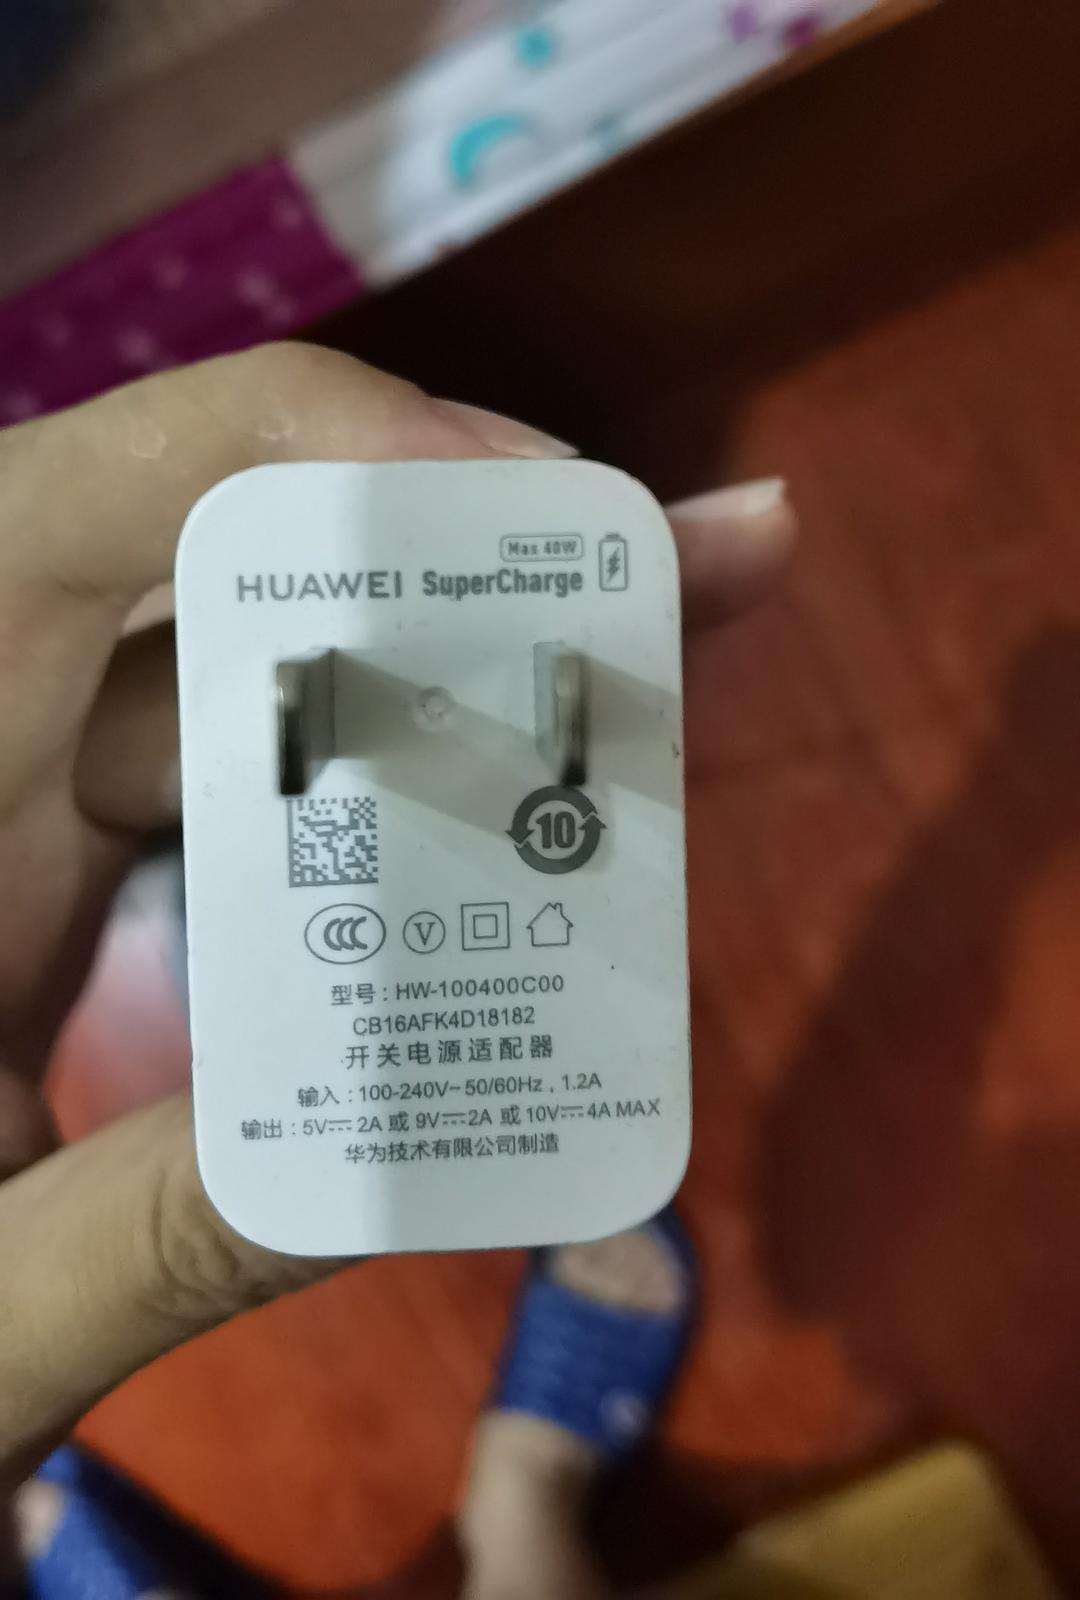 Max 40W
HUAWEI SuperCharge
10
CCC V
型号：HW-100400C00
CB16AFK4D18182
开关电源适配器
输入：100-240V~50/60Hz，1.2A
输出：5V⎓2A 或 9V⎓2A 或 10V⎓4A MAX
华为技术有限公司制造